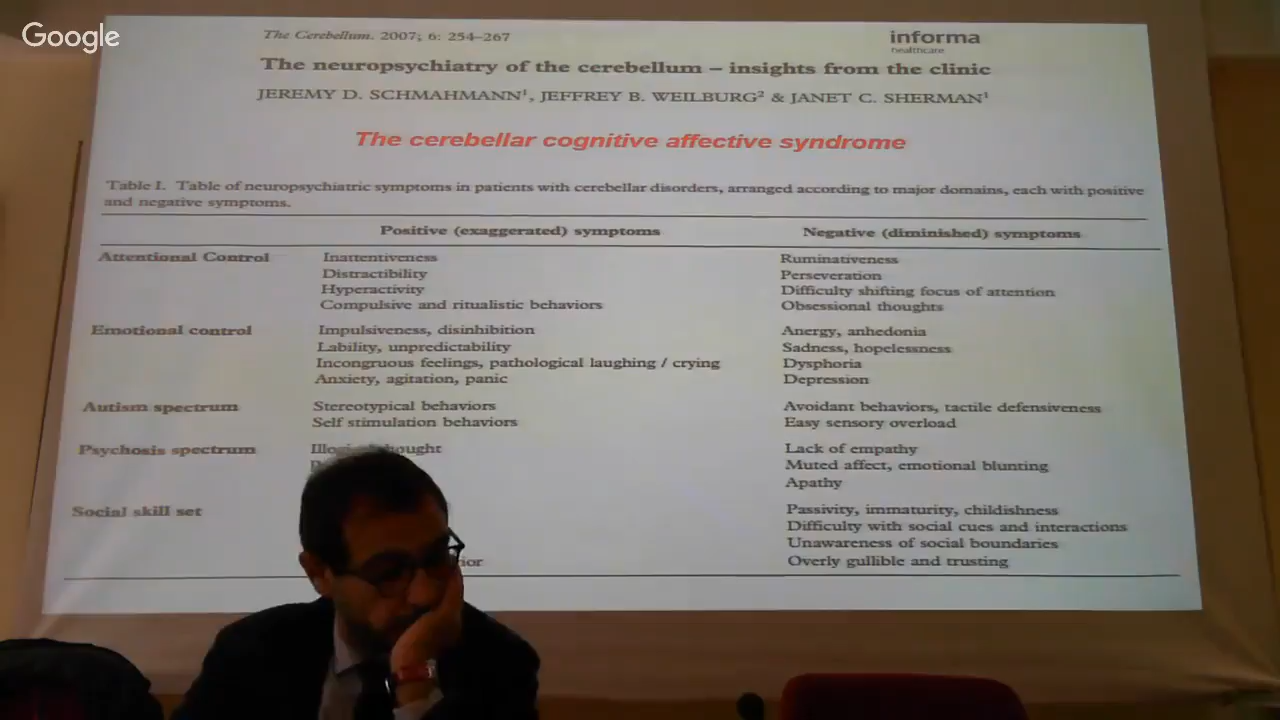 Google
The Cerebellum. 2007; 6: 254–267
informa
healthcare
The neuropsychiatry of the cerebellum – insights from the clinic
JEREMY D. SCHMAHMANN¹, JEFFREY B. WEILBURG² & JANET C. SHERMAN¹
The cerebellar cognitive affective syndrome
Table I. Table of neuropsychiatric symptoms in patients with cerebellar disorders, arranged according to major domains, each with positive
and negative symptoms.
Positive (exaggerated) symptoms Negative (diminished) symptoms
Attentional Control Inattentiveness Ruminativeness
Distractibility Perseveration
Hyperactivity Difficulty shifting focus of attention
Compulsive and ritualistic behaviors Obsessional thoughts
Emotional control Impulsiveness, disinhibition Anergy, anhedonia
Lability, unpredictability Sadness, hopelessness
Incongruous feelings, pathological laughing / crying Dysphoria
Anxiety, agitation, panic Depression
Autism spectrum Stereotypical behaviors Avoidant behaviors, tactile defensiveness
Self stimulation behaviors Easy sensory overload
Psychosis spectrum Lack of empathy
Muted affect, emotional blunting
Apathy
Social skill set Passivity, immaturity, childishness
Difficulty with social cues and interactions
Unawareness of social boundaries
Overly gullible and trusting